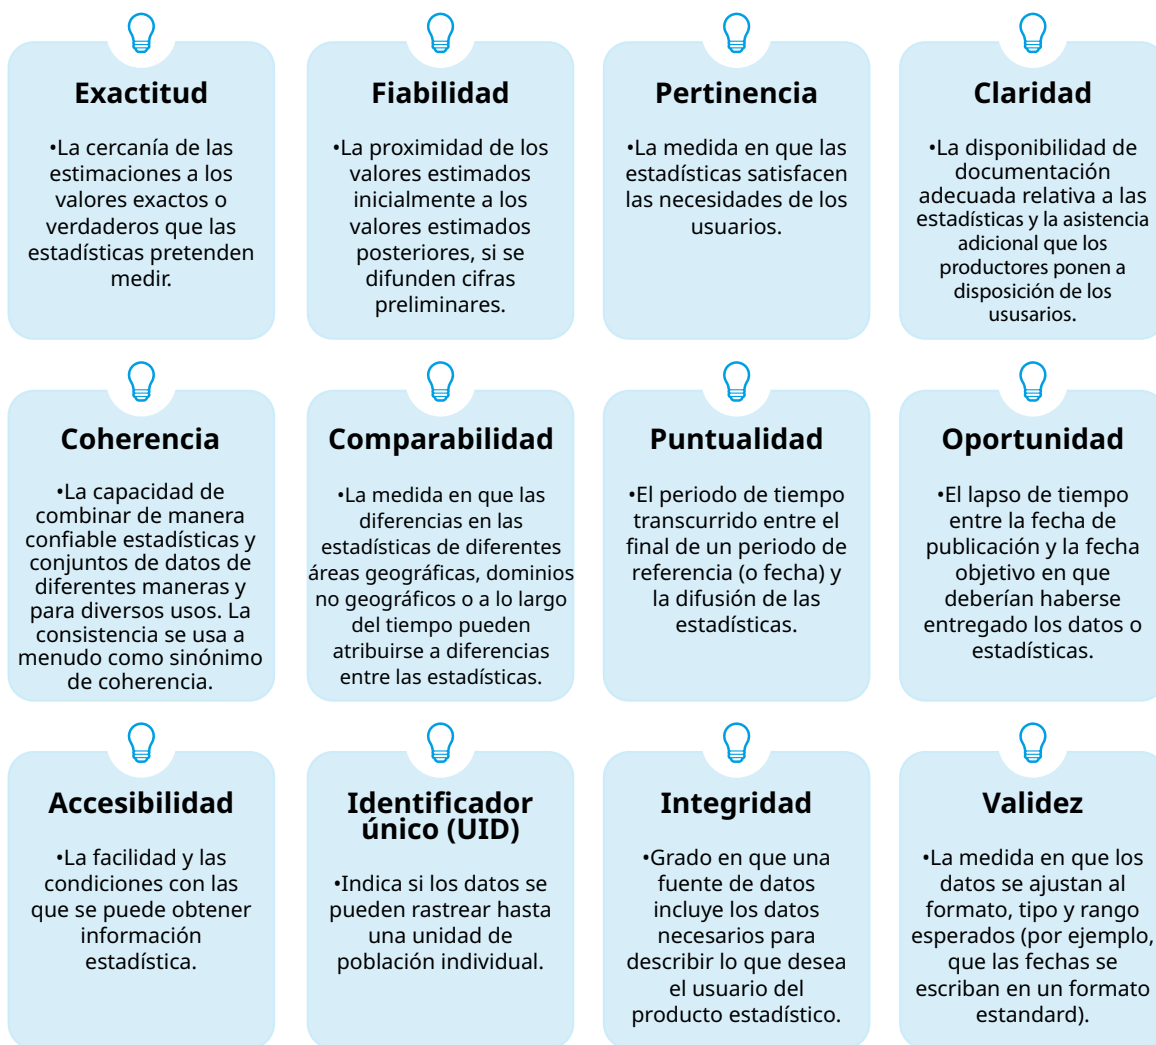 Exactitud
•La cercanía de las
estimaciones a los
valores exactos o
verdaderos que las
estadísticas pretenden
medir.
Fiabilidad
•La proximidad de los
valores estimados
inicialmente a los
valores estimados
posteriores, si se
difunden cifras
preliminares.
Pertinencia
•La medida en que las
estadísticas satisfacen
las necesidades de los
usuarios.
Claridad
•La disponibilidad de
documentación
adecuada relativa a las
estadísticas y la asistencia
adicional que los
productores ponen a
disposición de los
ususarios.
Coherencia
•La capacidad de
combinar de manera
confiable estadísticas y
conjuntos de datos de
diferentes maneras y
para diversos usos. La
consistencia se usa a
menudo como sinónimo
de coherencia.
Comparabilidad
•La medida en que las
diferencias en las
estadísticas de diferentes
áreas geográficas, dominios
no geográficos o a lo largo
del tiempo pueden
atribuirse a diferencias
entre las estadísticas.
Puntualidad
•El periodo de tiempo
transcurrido entre el
final de un periodo de
referencia (o fecha) y
la difusión de las
estadísticas.
Oportunidad
•El lapso de tiempo
entre la fecha de
publicación y la fecha
objetivo en que
deberían haberse
entregado los datos o
estadísticas.
Accesibilidad
•La facilidad y las
condiciones con las
que se puede obtener
información
estadística.
Identificador
único (UID)
•Indica si los datos se
pueden rastrear hasta
una unidad de
población individual.
Integridad
•Grado en que una
fuente de datos
incluye los datos
necesarios para
describir lo que desea
el usuario del
producto estadístico.
Validez
•La medida en que los
datos se ajustan al
formato, tipo y rango
esperados (por ejemplo,
que las fechas se
escriban en un formato
estandard).